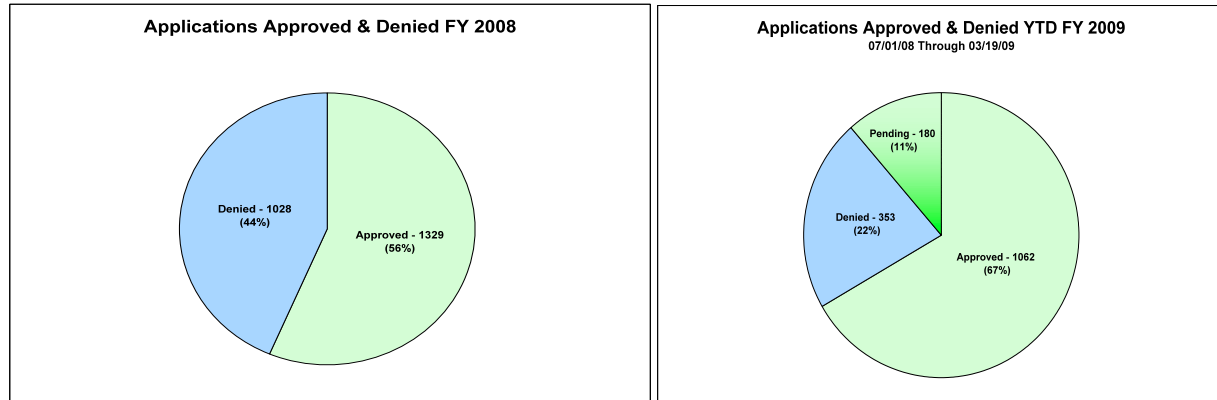 Applications Approved & Denied FY 2008
Denied - 1028
(44%)
Approved - 1329
(56%)
Applications Approved & Denied YTD FY 2009
07/01/08 Through 03/19/09
Pending - 180
(11%)
Denied - 353
(22%)
Approved - 1062
(67%)